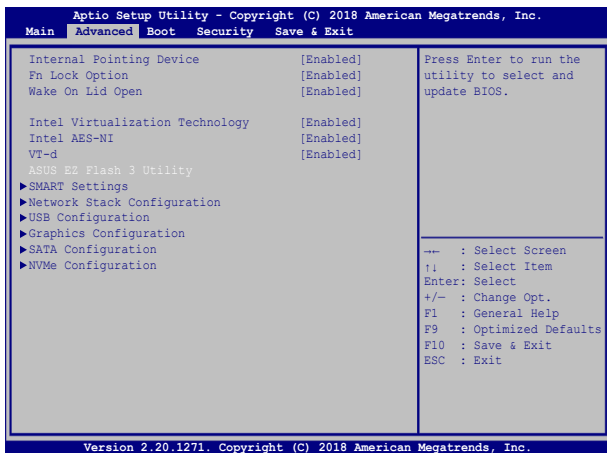 Aptio Setup Utility - Copyright (C) 2018 American Megatrends, Inc.
Main Advanced Boot Security Save & Exit
Internal Pointing Device [Enabled]
Fn Lock Option [Enabled]
Wake On Lid Open [Enabled]
Intel Virtualization Technology [Enabled]
Intel AES-NI [Enabled]
VT-d [Enabled]
ASUS EZ Flash 3 Utility
SMART Settings
Network Stack Configuration
USB Configuration
Graphics Configuration
SATA Configuration
NVMe Configuration
Press Enter to run the
utility to select and
update BIOS.
→← : Select Screen
↑↓ : Select Item
Enter: Select
+/— : Change Opt.
F1 : General Help
F9 : Optimized Defaults
F10 : Save & Exit
ESC : Exit
Version 2.20.1271. Copyright (C) 2018 American Megatrends, Inc.